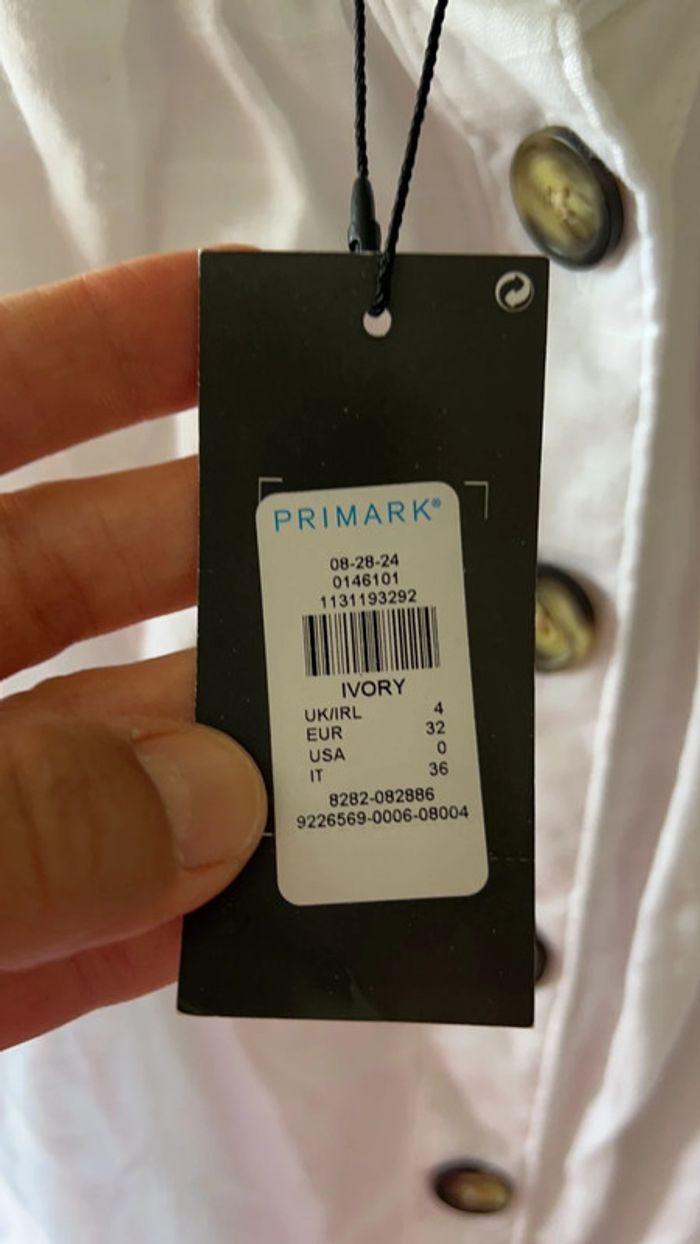 PRIMARK®
08-28-24
0146101
1131193292
IVORY
UK/IRL 4
EUR 32
USA 0
IT 36
8282-082886
9226569-0006-08004